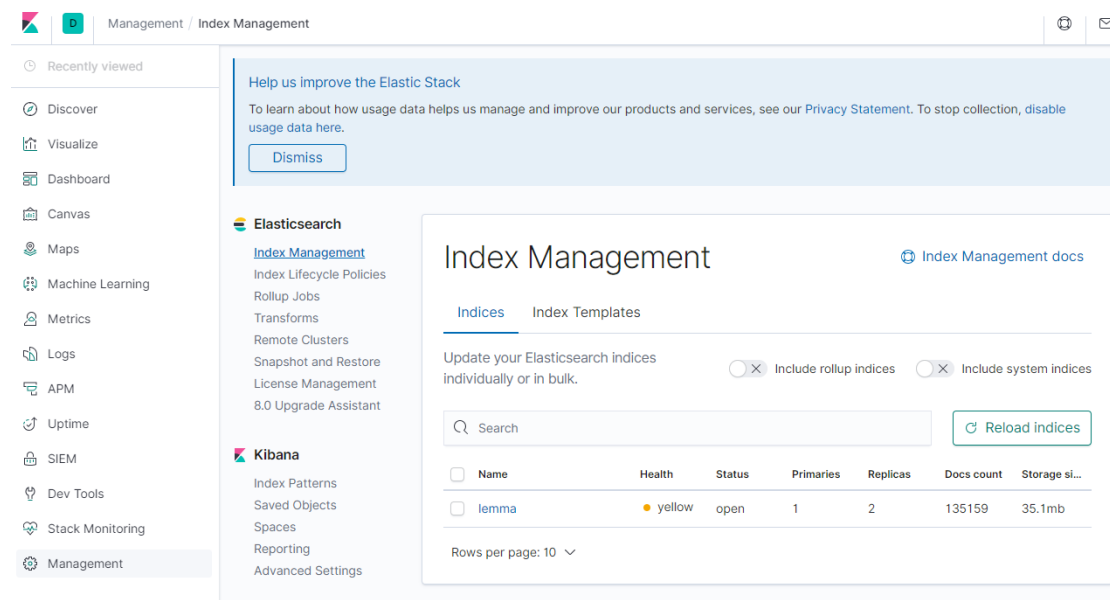 D
Management / Index Management
Recently viewed
Discover
Visualize
Dashboard
Canvas
Maps
Machine Learning
Metrics
Logs
APM
Uptime
SIEM
Dev Tools
Stack Monitoring
Management
Help us improve the Elastic Stack
To learn about how usage data helps us manage and improve our products and services, see our Privacy Statement. To stop collection, disable
usage data here.
Dismiss
Elasticsearch
Index Management
Index Lifecycle Policies
Rollup Jobs
Transforms
Remote Clusters
Snapshot and Restore
License Management
8.0 Upgrade Assistant
Kibana
Index Patterns
Saved Objects
Spaces
Reporting
Advanced Settings
Index Management
Index Management docs
Indices Index Templates
Update your Elasticsearch indices
individually or in bulk.
Include rollup indices Include system indices
Search
Reload indices
Name Health Status Primaries Replicas Docs count Storage si...
lemma yellow open 1 2 135159 35.1mb
Rows per page: 10